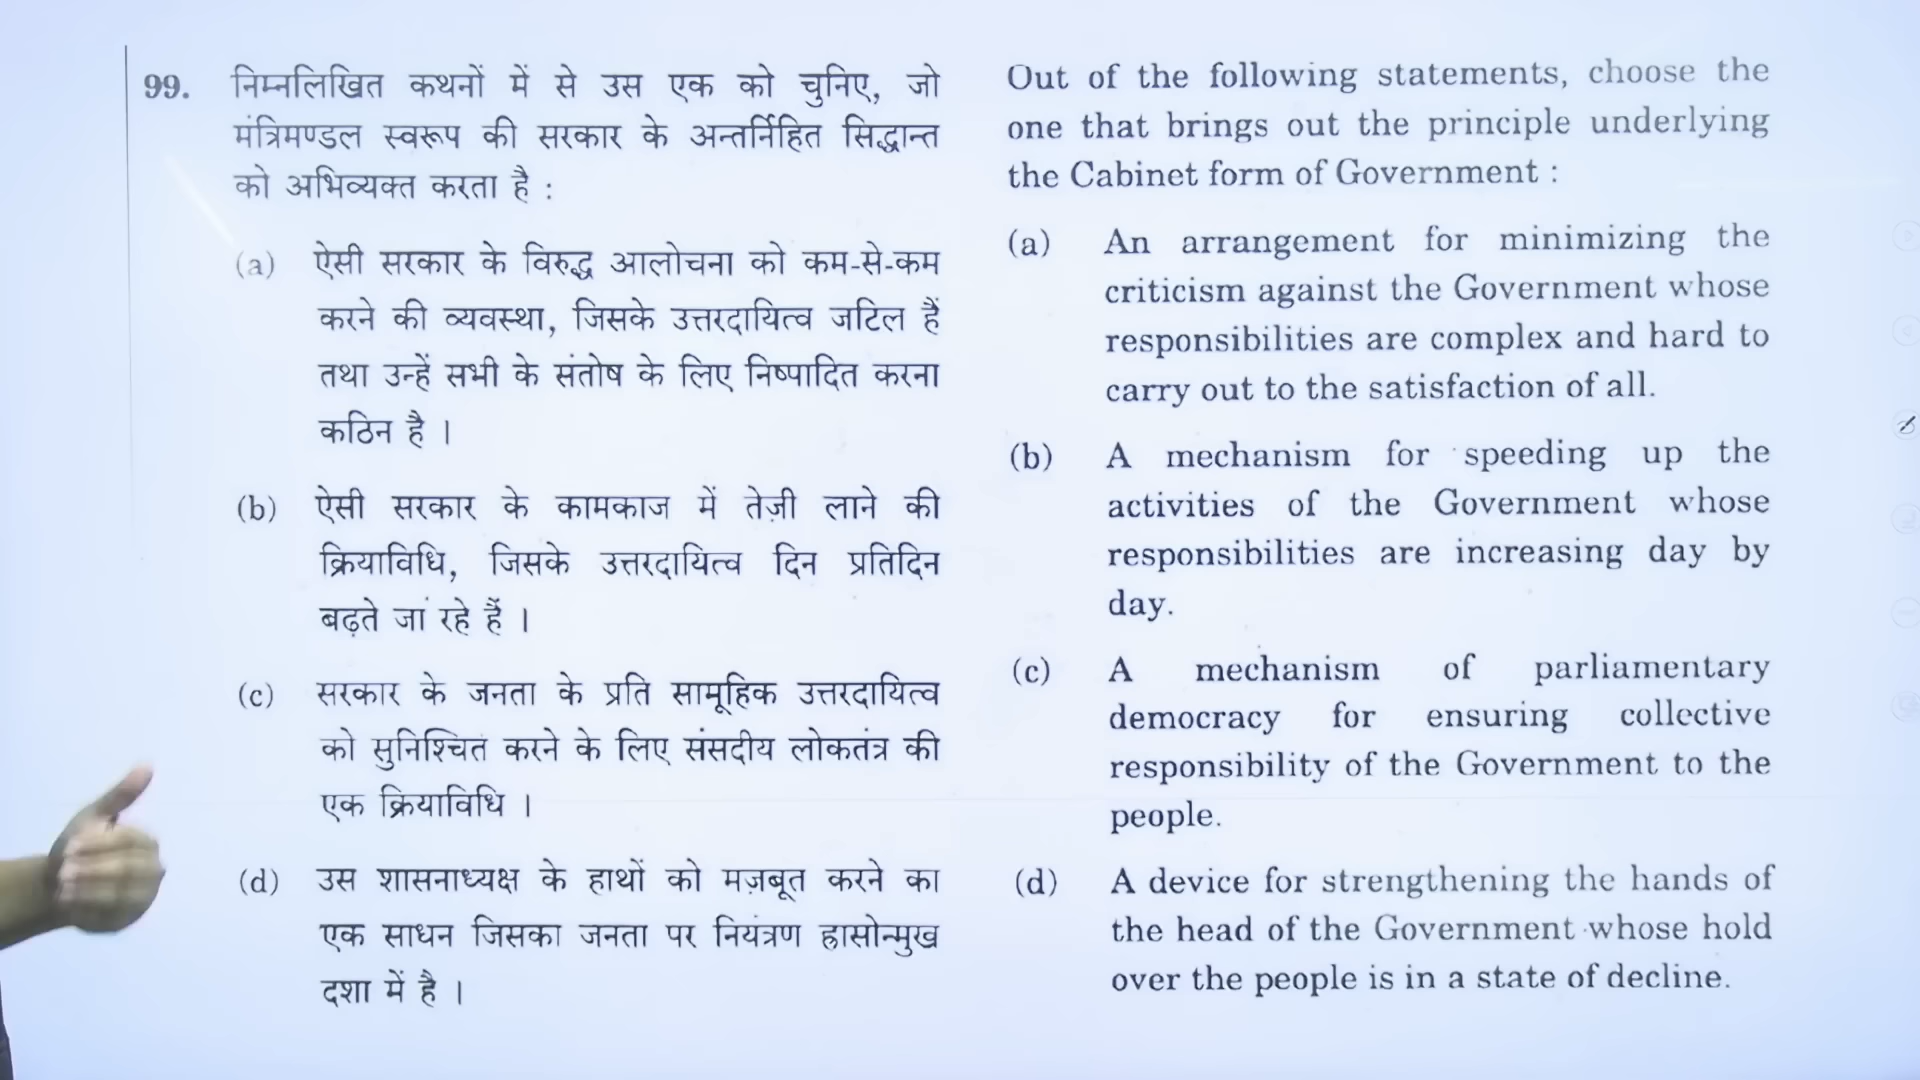 99. निम्नलिखित कथनों में से उस एक को चुनिए, जो
मंत्रिमण्डल स्वरूप की सरकार के अन्तर्निहित सिद्धान्त
को अभिव्यक्त करता है :
(a) ऐसी सरकार के विरुद्ध आलोचना को कम-से-कम
करने की व्यवस्था, जिसके उत्तरदायित्व जटिल हैं
तथा उन्हें सभी के संतोष के लिए निष्पादित करना
कठिन है ।
(b) ऐसी सरकार के कामकाज में तेज़ी लाने की
क्रियाविधि, जिसके उत्तरदायित्व दिन प्रतिदिन
बढ़ते जा रहे हैं ।
(c) सरकार के जनता के प्रति सामूहिक उत्तरदायित्व
को सुनिश्चित करने के लिए संसदीय लोकतंत्र की
एक क्रियाविधि ।
(d) उस शासनाध्यक्ष के हाथों को मज़बूत करने का
एक साधन जिसका जनता पर नियंत्रण ह्रासोन्मुख
दशा में है ।
Out of the following statements, choose the
one that brings out the principle underlying
the Cabinet form of Government :
(a) An arrangement for minimizing the
criticism against the Government whose
responsibilities are complex and hard to
carry out to the satisfaction of all.
(b) A mechanism for speeding up the
activities of the Government whose
responsibilities are increasing day by
day.
(c) A mechanism of parliamentary
democracy for ensuring collective
responsibility of the Government to the
people.
(d) A device for strengthening the hands of
the head of the Government whose hold
over the people is in a state of decline.